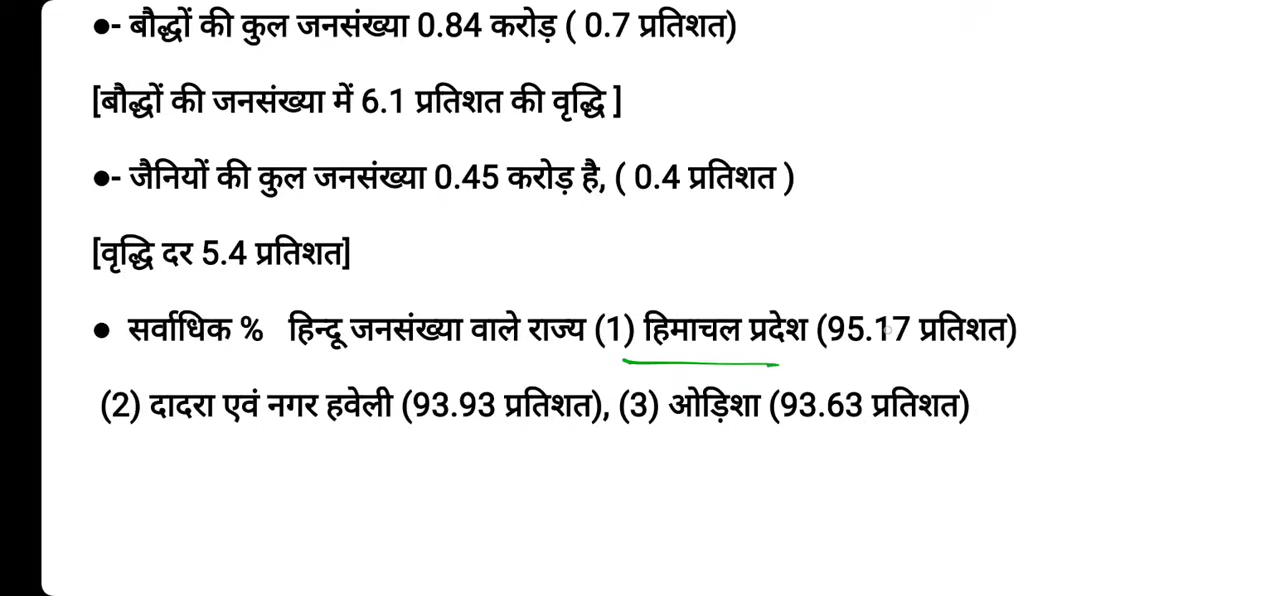 ●- बौद्धों की कुल जनसंख्या 0.84 करोड़ ( 0.7 प्रतिशत)
[बौद्धों की जनसंख्या में 6.1 प्रतिशत की वृद्धि ]
●- जैनियों की कुल जनसंख्या 0.45 करोड़ है, ( 0.4 प्रतिशत )
[वृद्धि दर 5.4 प्रतिशत]
● सर्वाधिक % हिन्दू जनसंख्या वाले राज्य (1) हिमाचल प्रदेश (95.17 प्रतिशत)
(2) दादरा एवं नगर हवेली (93.93 प्रतिशत), (3) ओड़िशा (93.63 प्रतिशत)